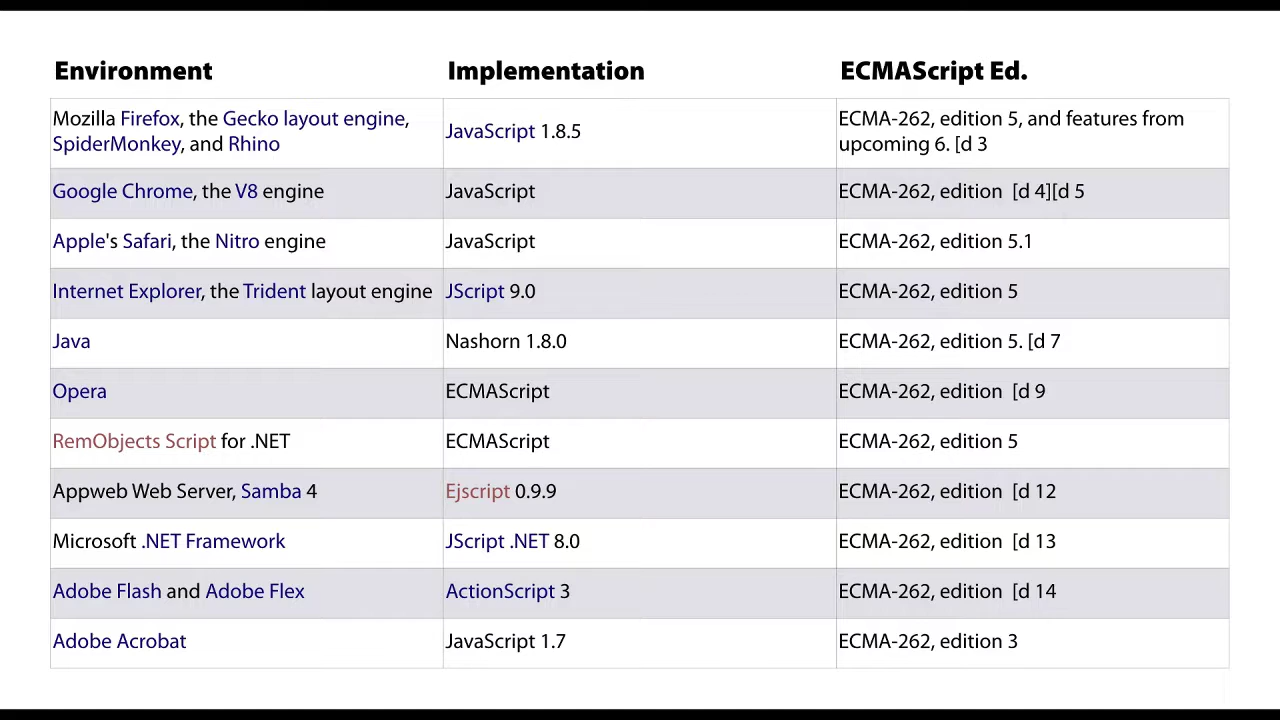 Environment Implementation ECMAScript Ed.
Mozilla Firefox, the Gecko layout engine,
SpiderMonkey, and Rhino
JavaScript 1.8.5
ECMA-262, edition 5, and features from
upcoming 6. [d 3
Google Chrome, the V8 engine JavaScript ECMA-262, edition  [d 4][d 5
Apple's Safari, the Nitro engine JavaScript ECMA-262, edition 5.1
Internet Explorer, the Trident layout engine JScript 9.0 ECMA-262, edition 5
Java Nashorn 1.8.0 ECMA-262, edition 5. [d 7
Opera ECMAScript ECMA-262, edition  [d 9
RemObjects Script for .NET ECMAScript ECMA-262, edition 5
Appweb Web Server, Samba 4 Ejscript 0.9.9 ECMA-262, edition  [d 12
Microsoft .NET Framework JScript .NET 8.0 ECMA-262, edition  [d 13
Adobe Flash and Adobe Flex ActionScript 3 ECMA-262, edition  [d 14
Adobe Acrobat JavaScript 1.7 ECMA-262, edition 3